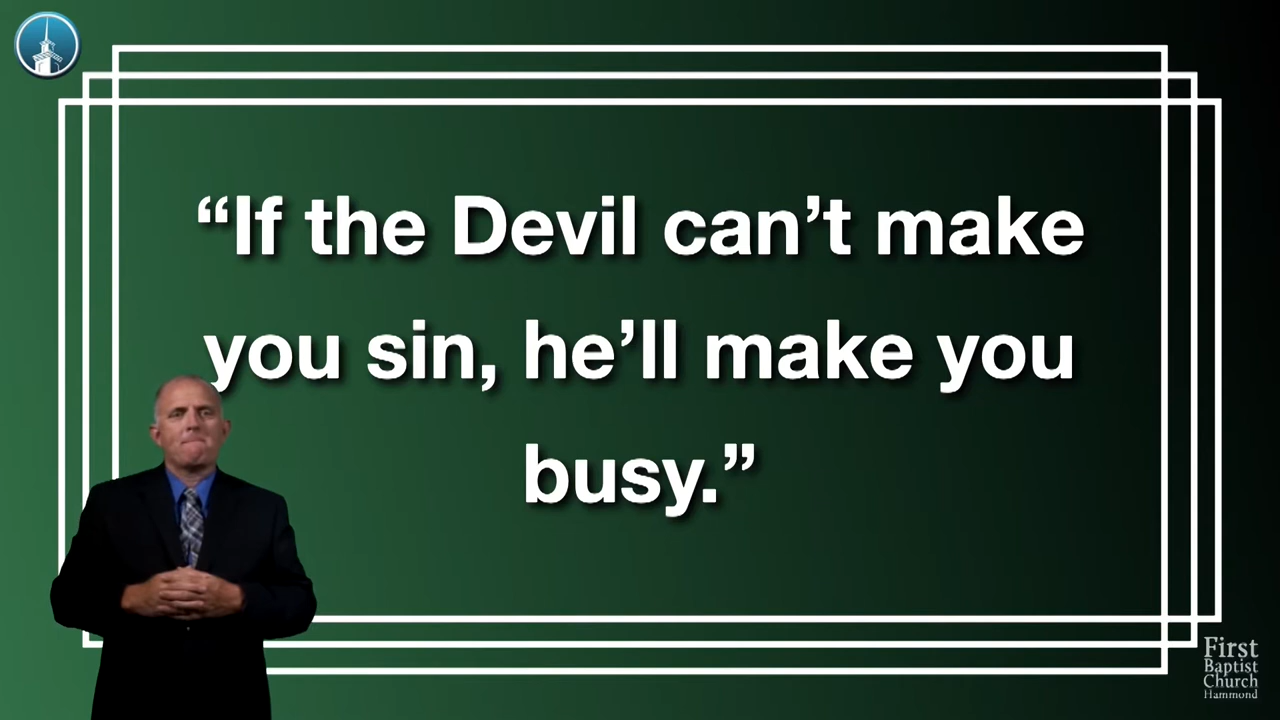 “If the Devil can’t make
you sin, he’ll make you
busy.”
First
Baptist
Church
Hammond